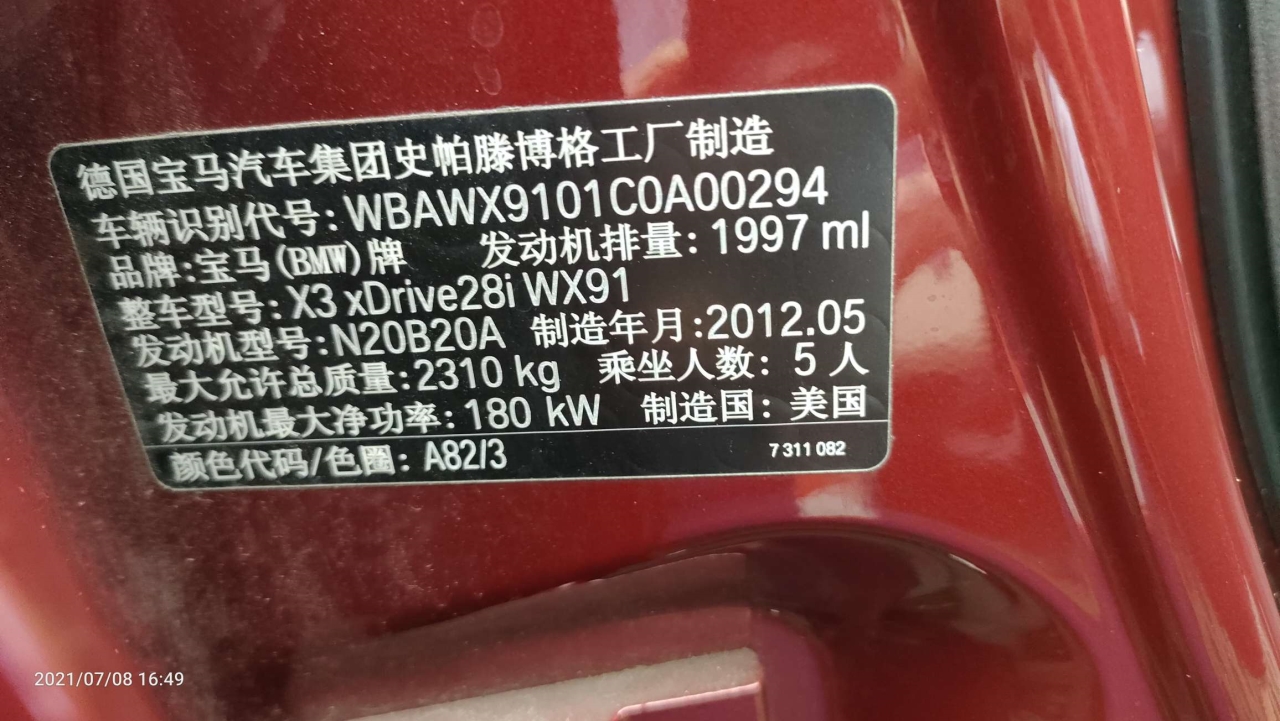 德国宝马汽车集团史帕滕博格工厂制造
车辆识别代号:WBAWX9101C0A00294
品牌:宝马(BMW)牌 发动机排量: 1997 ml
整车型号: X3 xDrive28i WX91
发动机型号:N20B20A 制造年月:2012.05
最大允许总质量:2310 kg 乘坐人数: 5 人
发动机最大净功率: 180 kW 制造国: 美国
颜色代码/色圈: A82/3 7 311 082
2021/07/08 16:49